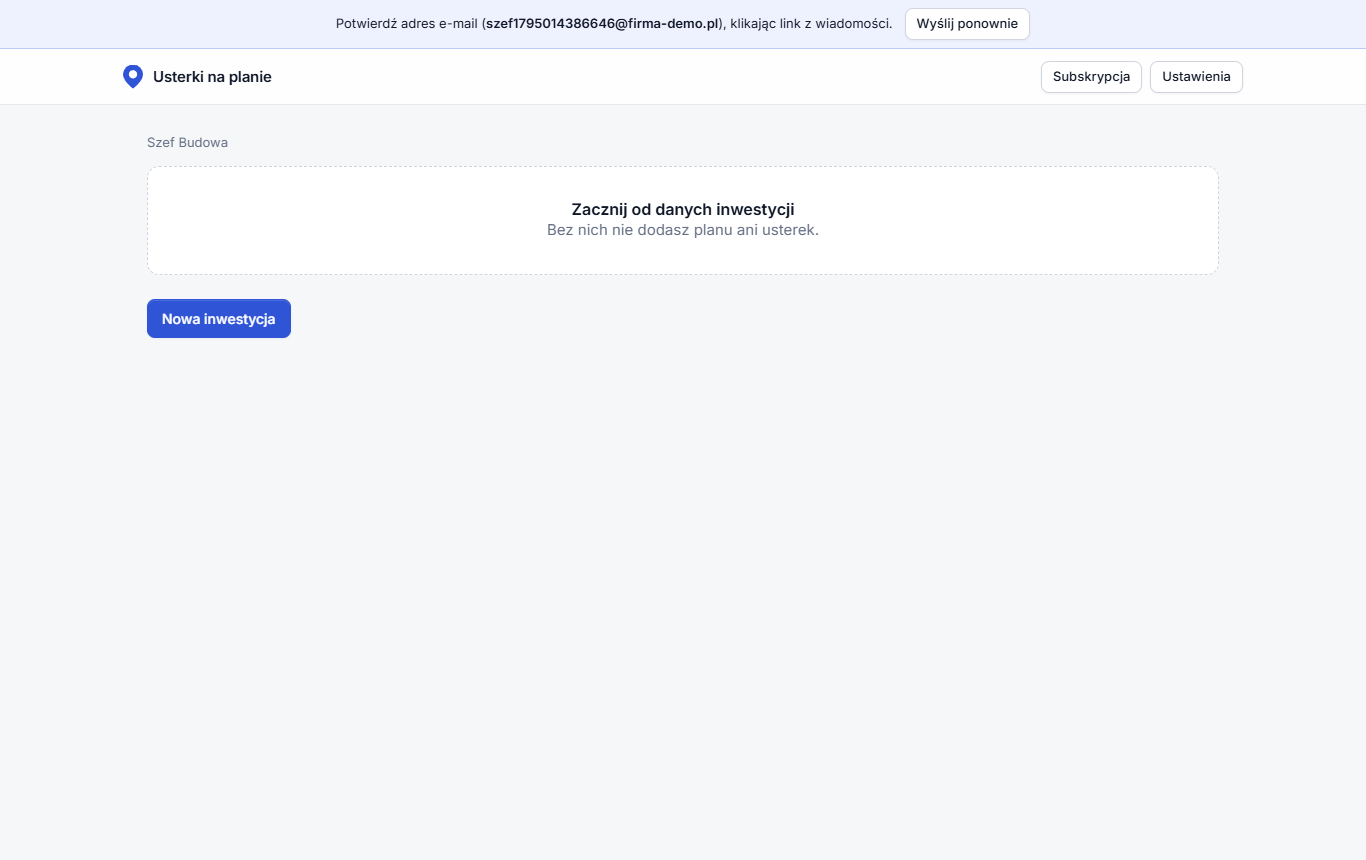 Potwierdź adres e-mail (szef1795014386646@firma-demo.pl), klikając link z wiadomości. Wyślij ponownie
Usterki na planie Subskrypcja Ustawienia
Szef Budowa
Zacznij od danych inwestycji
Bez nich nie dodasz planu ani usterek.
Nowa inwestycja